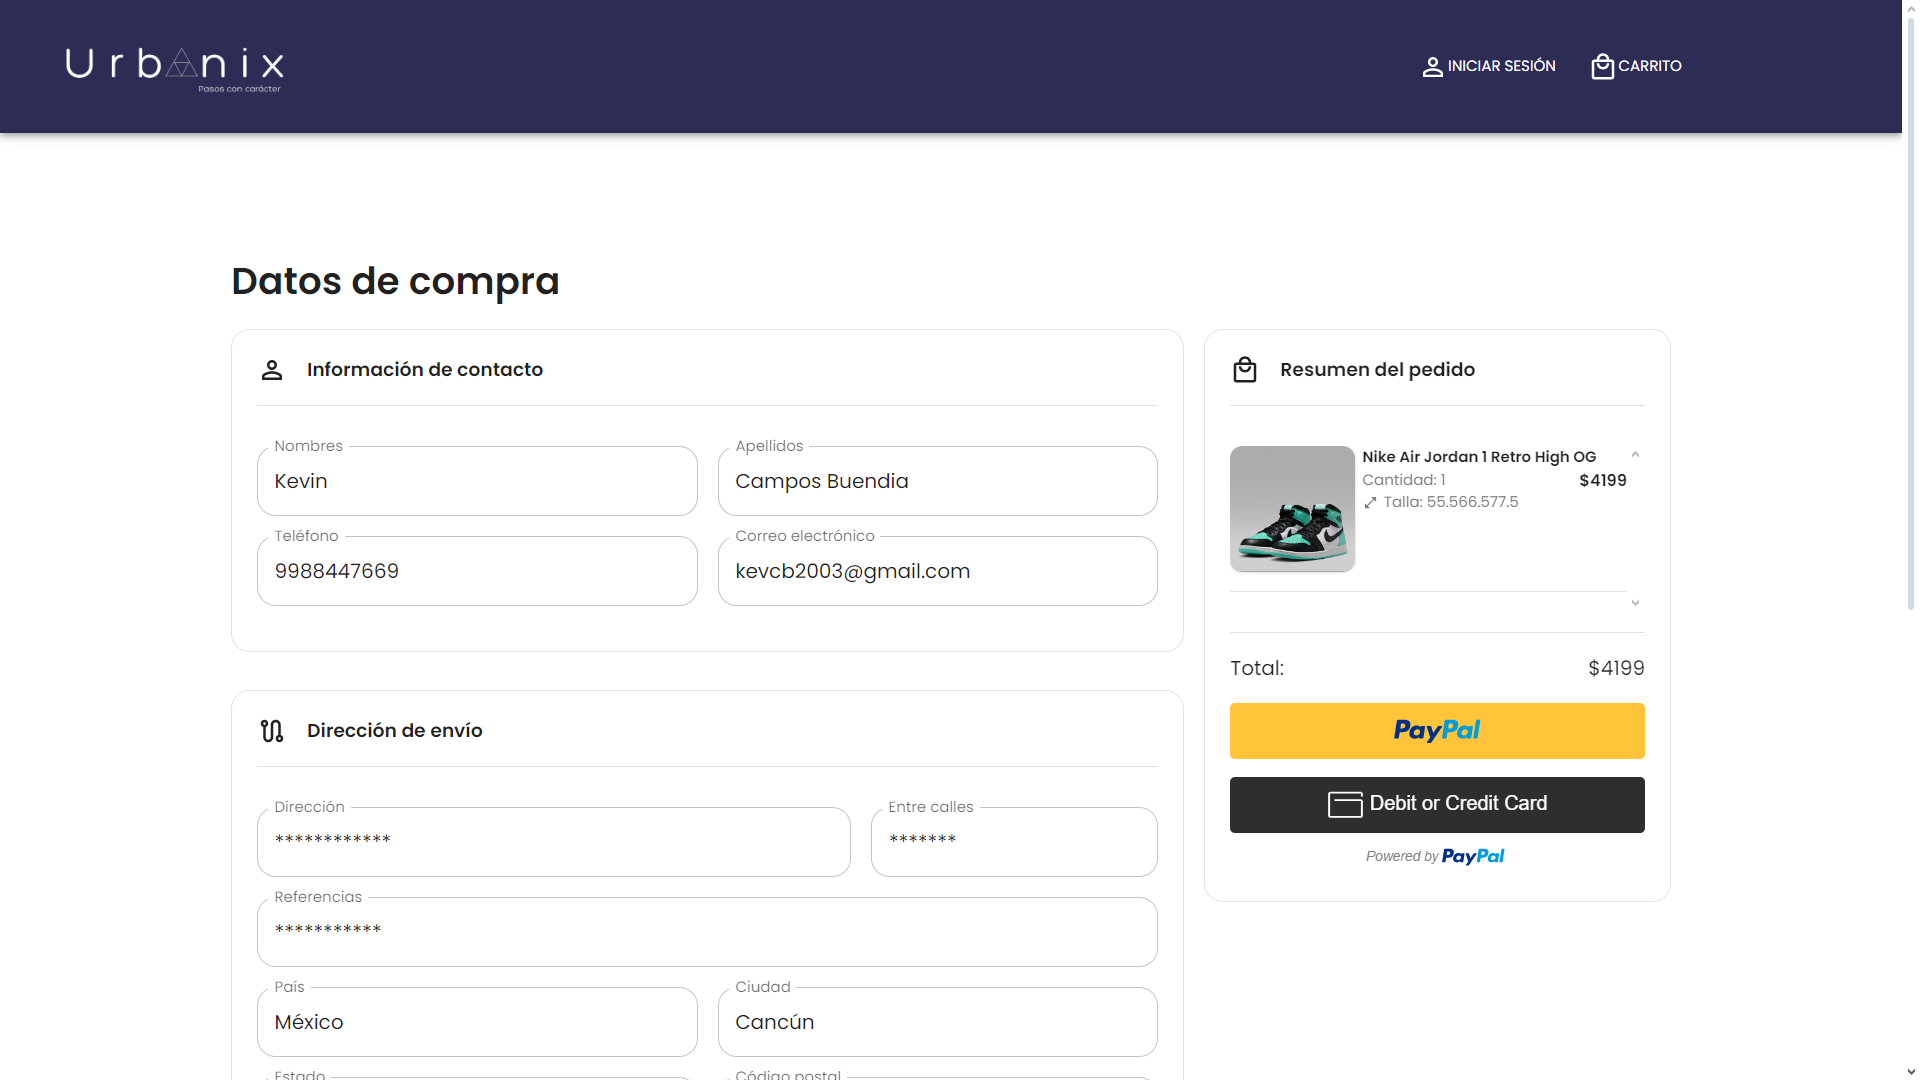 Urbanix
Pasos con carácter
INICIAR SESIÓN
CARRITO
Datos de compra
Información de contacto
Nombres
Kevin
Apellidos
Campos Buendia
Teléfono
9988447669
Correo electrónico
kevcb2003@gmail.com
Dirección de envío
Dirección
************
Entre calles
*******
Referencias
***********
País
México
Ciudad
Cancún
Estado
Código postal
Resumen del pedido
Nike Air Jordan 1 Retro High OG
Cantidad: 1
$4199
Talla: 55.566.577.5
Total:
$4199
PayPal
Debit or Credit Card
Powered by PayPal